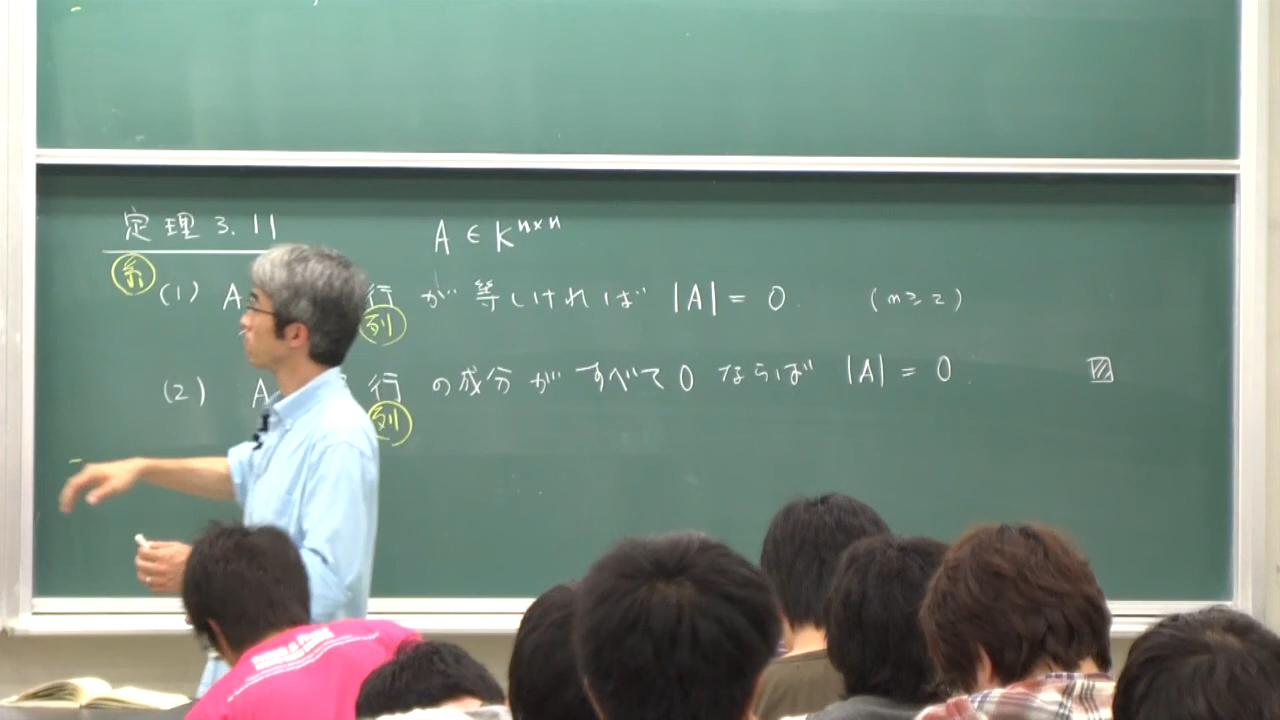 定理 3.11 A ∈ K^{n×n}
系
(1) A 行 が 等しければ |A| = 0. (n ≥ 2)
列
(2) A 行 の成分が すべて 0 ならば |A| = 0.
列